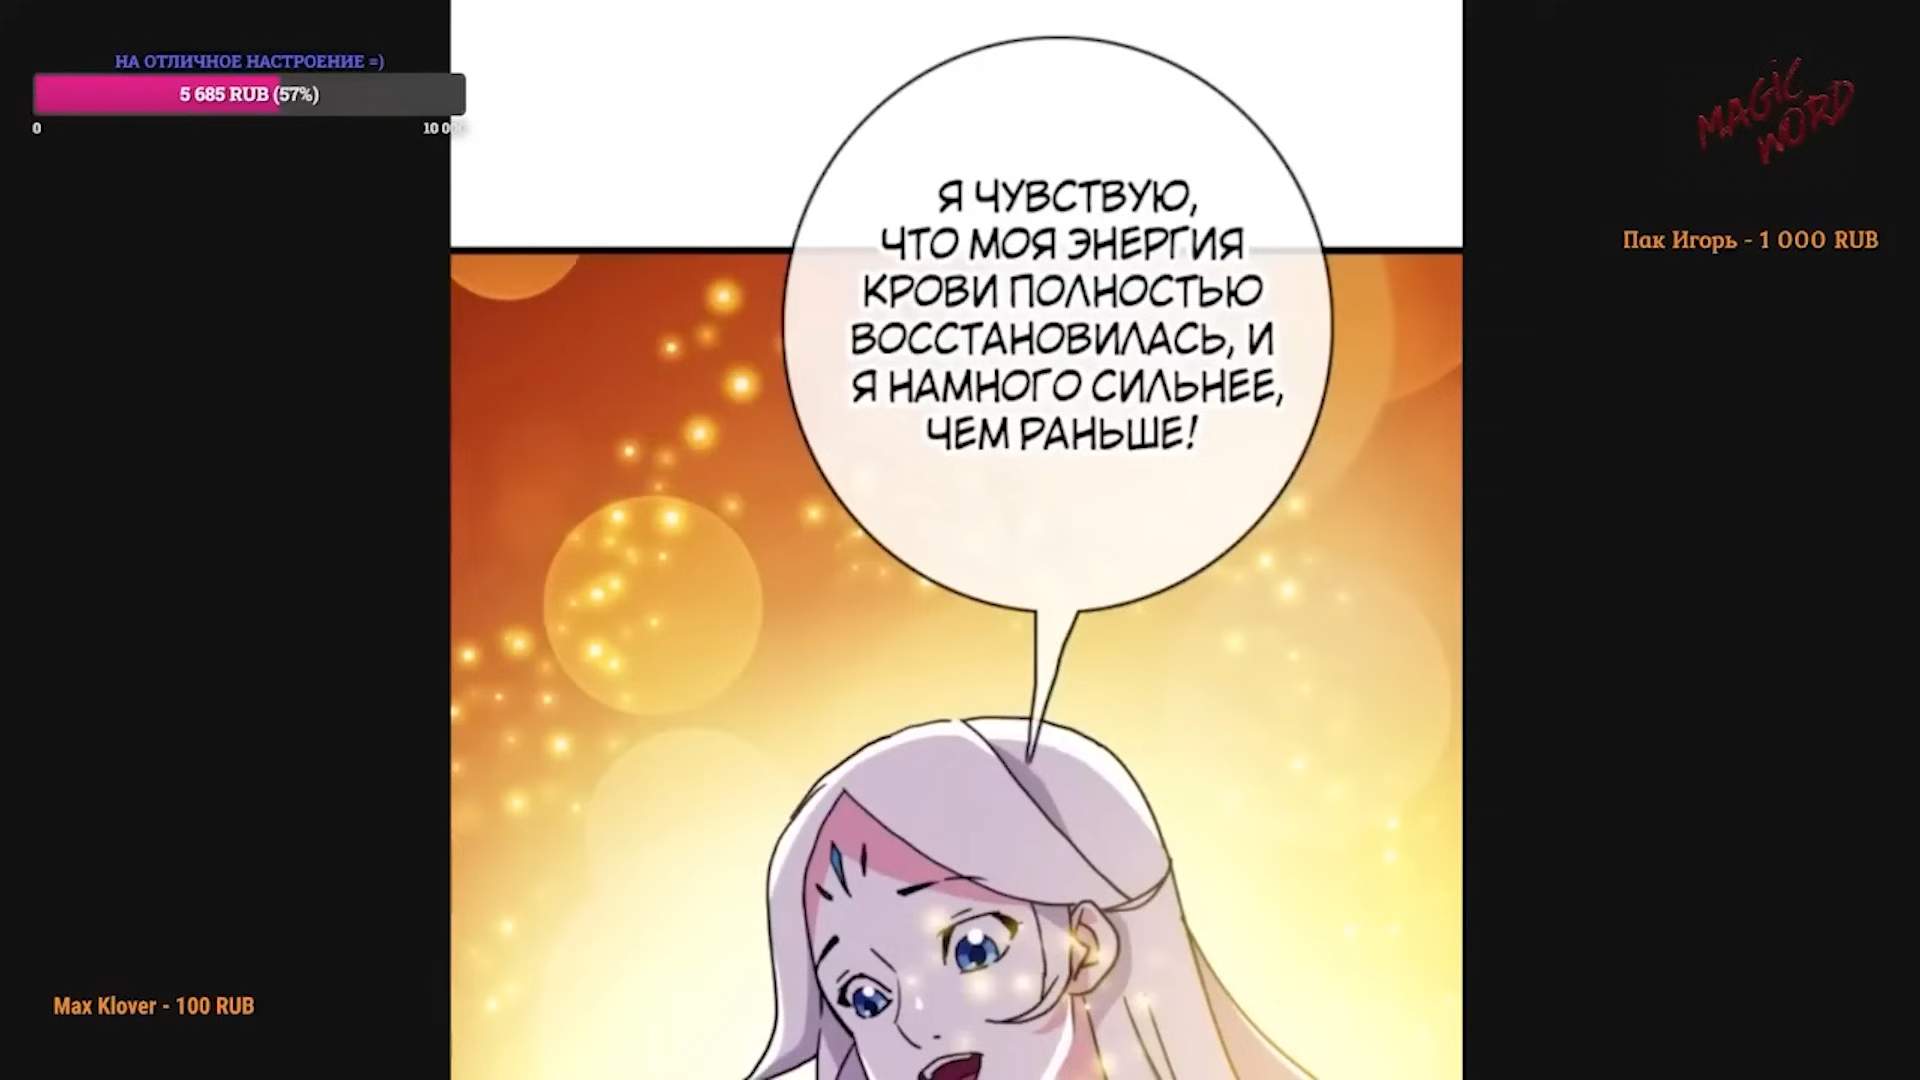 НА ОТЛИЧНОЕ НАСТРОЕНИЕ =)
5 685 RUB (57%)
0
10 000
MAGIC
WORD
Пак Игорь - 1 000 RUB
Я ЧУВСТВУЮ,
ЧТО МОЯ ЭНЕРГИЯ
КРОВИ ПОЛНОСТЬЮ
ВОССТАНОВИЛАСЬ, И
Я НАМНОГО СИЛЬНЕЕ,
ЧЕМ РАНЬШЕ!
Max Klover - 100 RUB